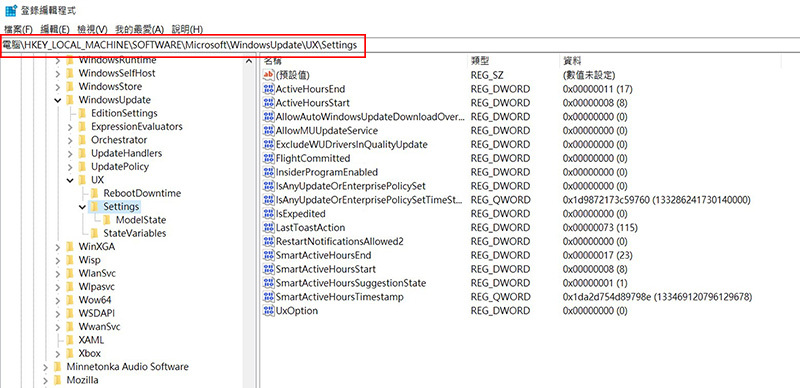 登錄編輯程式
檔案(F) 編輯(E) 檢視(V) 我的最愛(A) 說明(H)
電腦\HKEY_LOCAL_MACHINE\SOFTWARE\Microsoft\WindowsUpdate\UX\Settings
WindowsRuntime
WindowsSelfHost
WindowsStore
WindowsUpdate
EditionSettings
ExpressionEvaluators
Orchestrator
UpdateHandlers
UpdatePolicy
UX
RebootDowntime
Settings
ModelState
StateVariables
WinXGA
Wisp
WlanSvc
Wlpasvc
Wow64
WSDAPI
WwanSvc
XAML
Xbox
Minnetonka Audio Software
Mozilla
名稱 類型 資料
ab (預設值) REG_SZ (數值未設定)
ActiveHoursEnd REG_DWORD 0x00000011 (17)
ActiveHoursStart REG_DWORD 0x00000008 (8)
AllowAutoWindowsUpdateDownloadOver... REG_DWORD 0x00000000 (0)
AllowMUUpdateService REG_DWORD 0x00000000 (0)
ExcludeWUDriversInQualityUpdate REG_DWORD 0x00000000 (0)
FlightCommitted REG_DWORD 0x00000000 (0)
InsiderProgramEnabled REG_DWORD 0x00000000 (0)
IsAnyUpdateOrEnterprisePolicySet REG_DWORD 0x00000000 (0)
IsAnyUpdateOrEnterprisePolicySetTimeSt... REG_QWORD 0x1d9872173c59760 (133286241730140000)
IsExpedited REG_DWORD 0x00000000 (0)
LastToastAction REG_DWORD 0x00000073 (115)
RestartNotificationsAllowed2 REG_DWORD 0x00000000 (0)
SmartActiveHoursEnd REG_DWORD 0x00000017 (23)
SmartActiveHoursStart REG_DWORD 0x00000008 (8)
SmartActiveHoursSuggestionState REG_DWORD 0x00000001 (1)
SmartActiveHoursTimestamp REG_QWORD 0x1da2d754d89798e (133469120796129678)
UxOption REG_DWORD 0x00000000 (0)